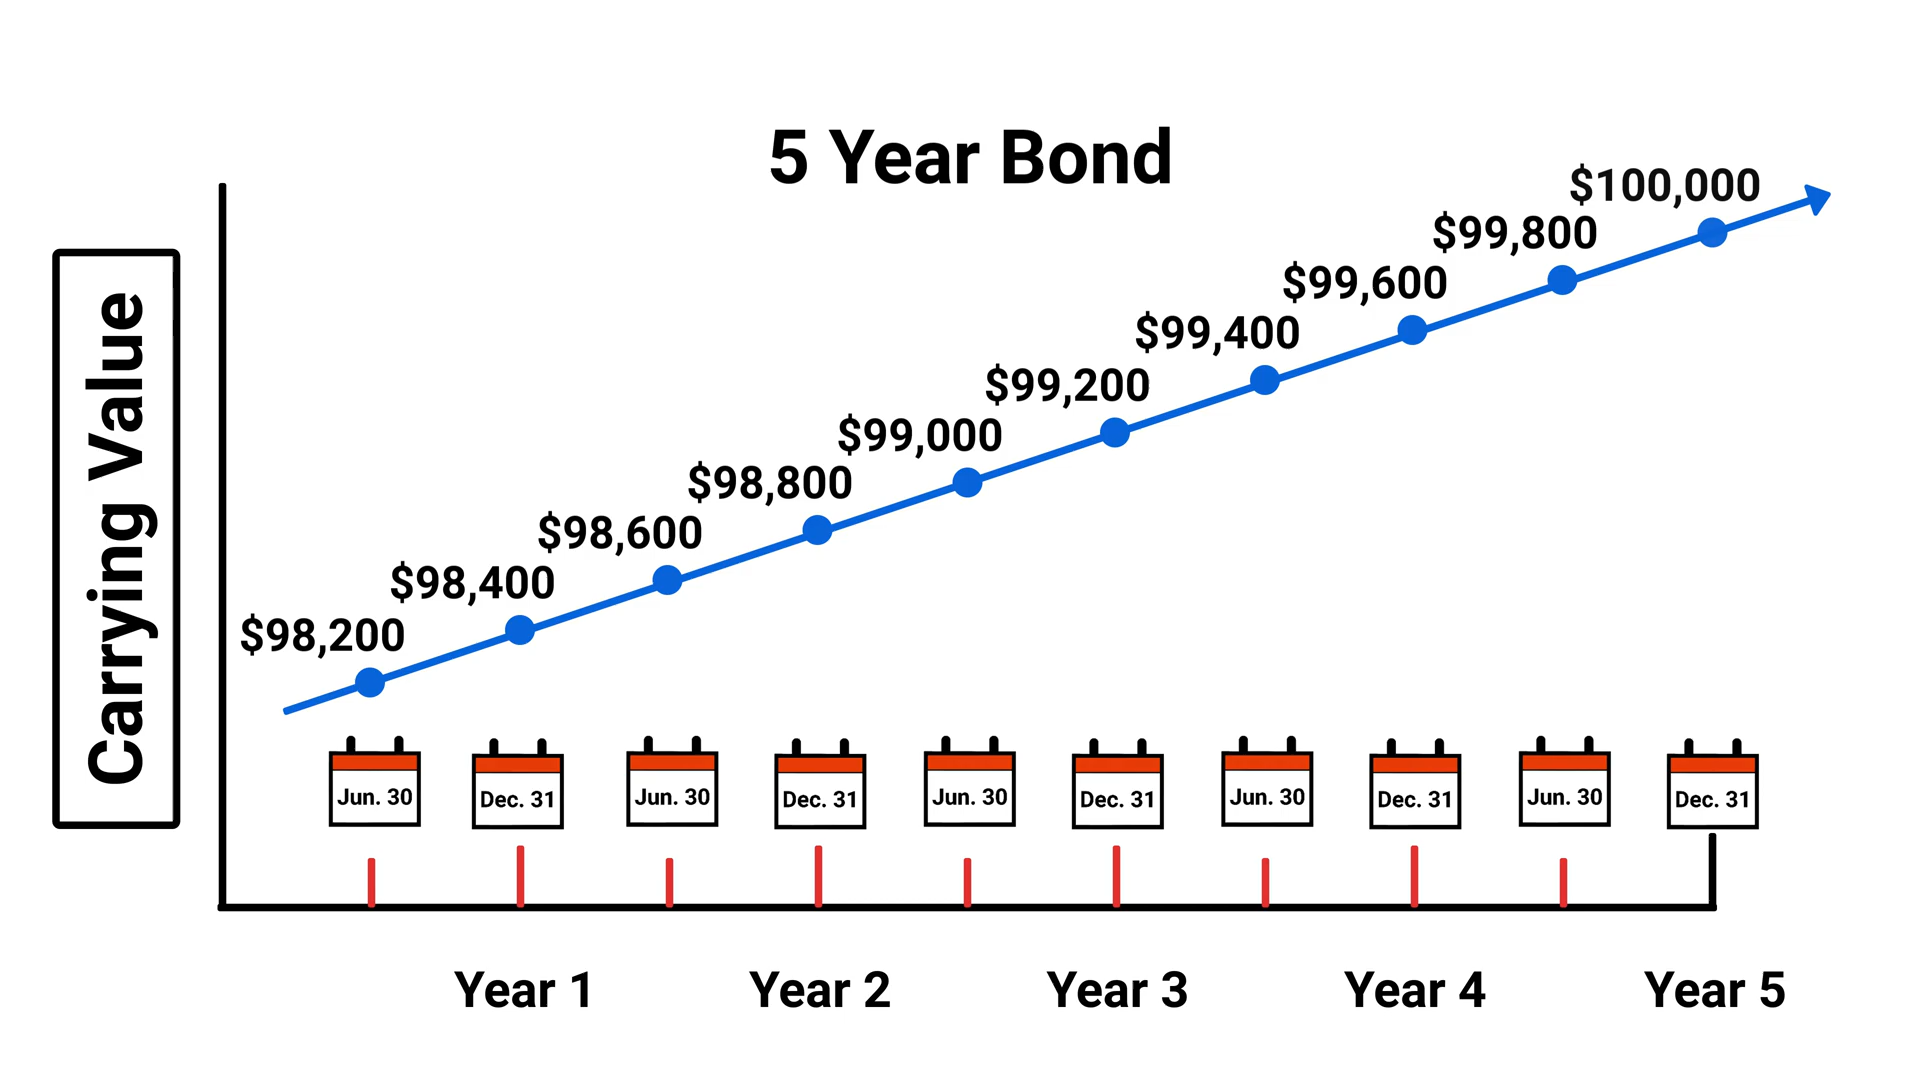 5 Year Bond
Carrying Value
$98,200
$98,400
$98,600
$98,800
$99,000
$99,200
$99,400
$99,600
$99,800
$100,000
Jun. 30
Dec. 31
Jun. 30
Dec. 31
Jun. 30
Dec. 31
Jun. 30
Dec. 31
Jun. 30
Dec. 31
Year 1
Year 2
Year 3
Year 4
Year 5